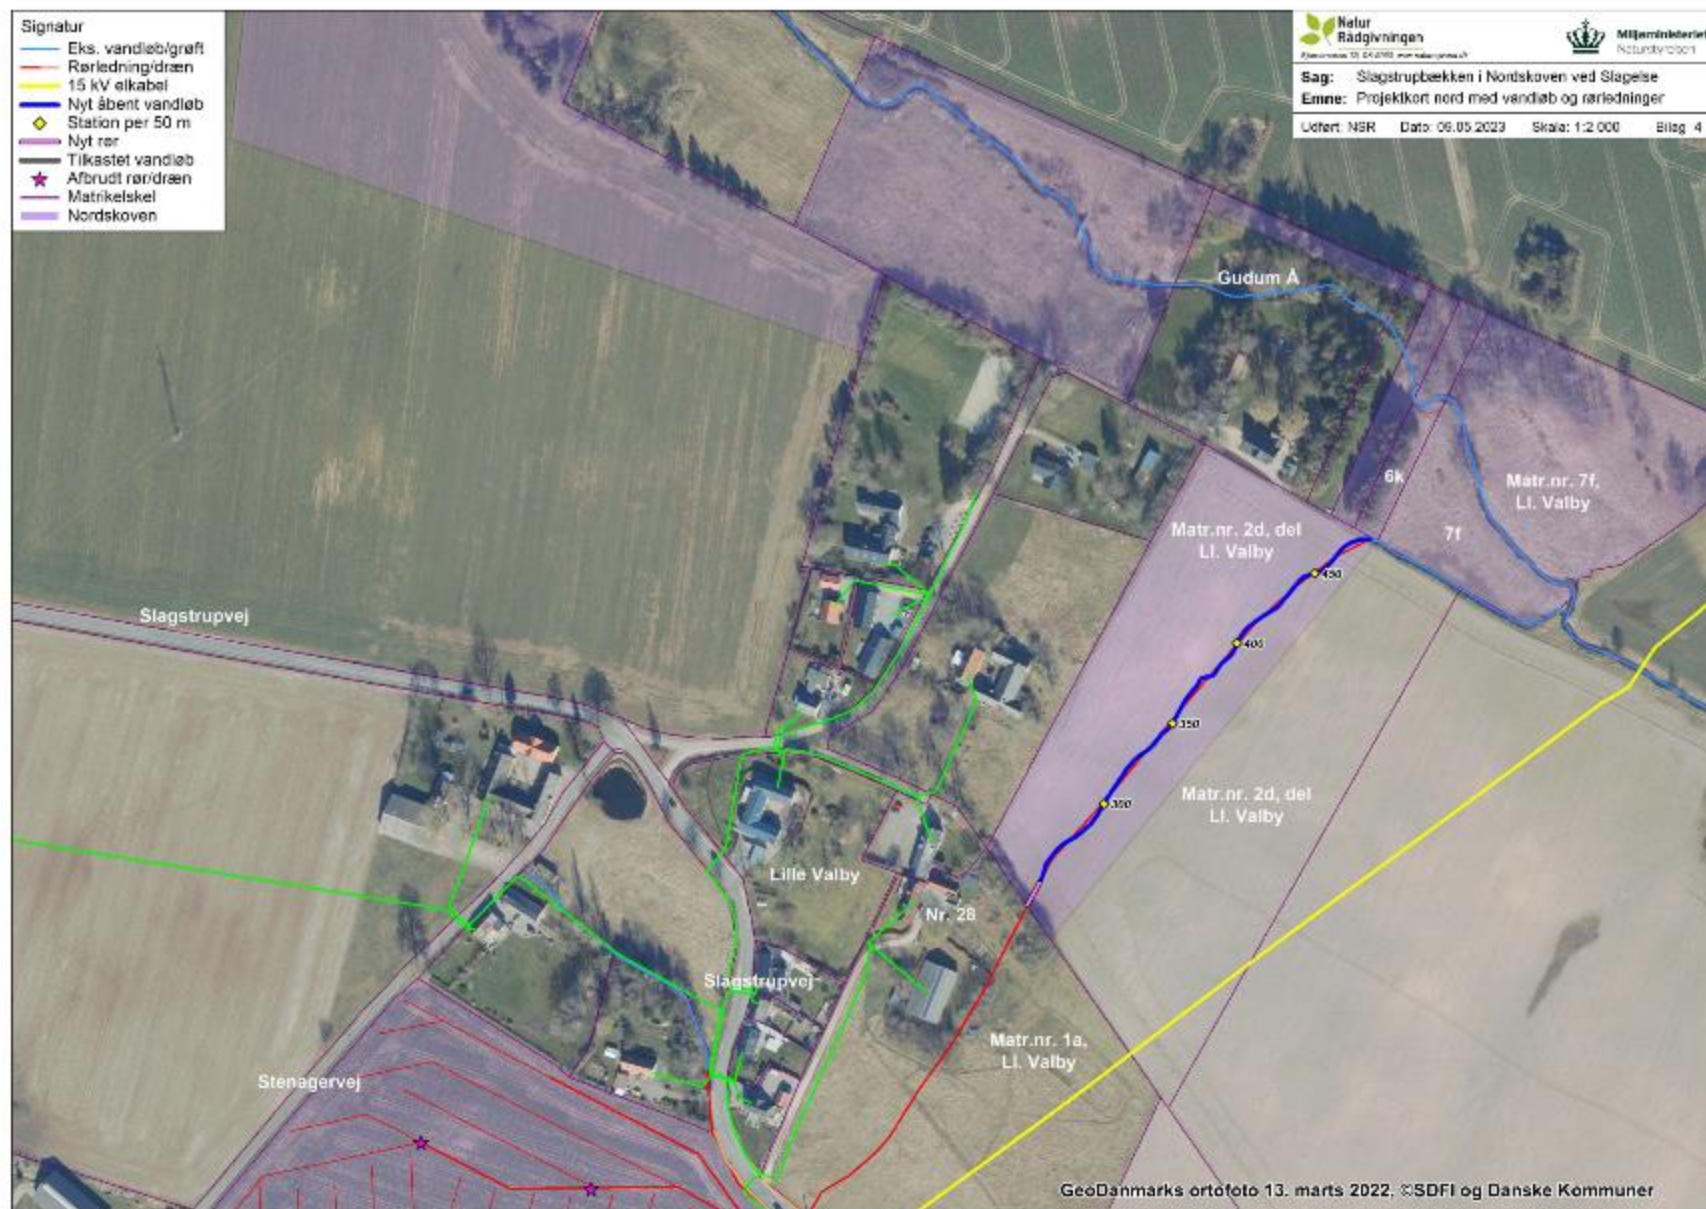 Signatur
Eks. vandløb/grøft
Rørledning/dræn
15 kV elkabel
Nyt åbent vandløb
Station per 50 m
Nyt rør
Tilkastet vandløb
Afbrudt rør/dræn
Matrikelskel
Nordskoven
Natur
Rådgivningen
Miljøministeriet
Naturstyrelsen
Sag: Slagstrupbækken i Nordskoven ved Slagelse
Emne: Projektkort nord med vandløb og rørledninger
Udført: NSR Dato: 09.05.2023 Skala: 1:2 000 Bilag 4
Gudum Å
6k
Matr.nr. 7f,
Ll. Valby
7f
Matr.nr. 2d, del
Ll. Valby
450
400
350
300
Slagstrupvej
Matr.nr. 2d, del
Ll. Valby
Lille Valby
Nr. 28
Slagstrupvej
Matr.nr. 1a,
Ll. Valby
Stenagervej
GeoDanmarks ortofoto 13. marts 2022, ©SDFI og Danske Kommuner